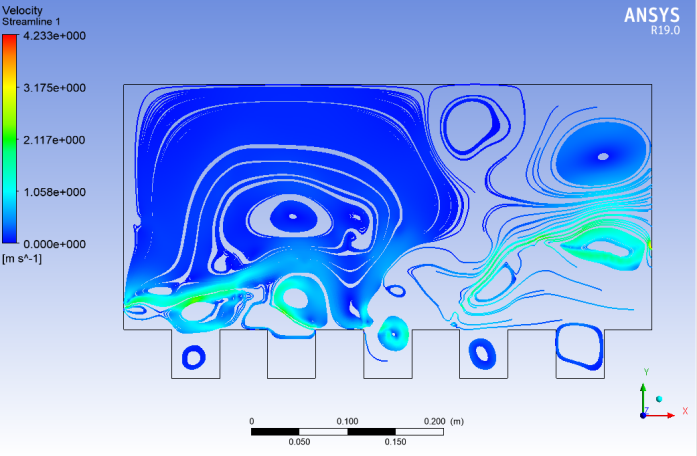 Velocity
Streamline 1
4.233e+000
3.175e+000
2.117e+000
1.058e+000
0.000e+000
[m s^-1]
ANSYS
R19.0
Y
Z
X
0 0.100 0.200 (m)
0.050 0.150